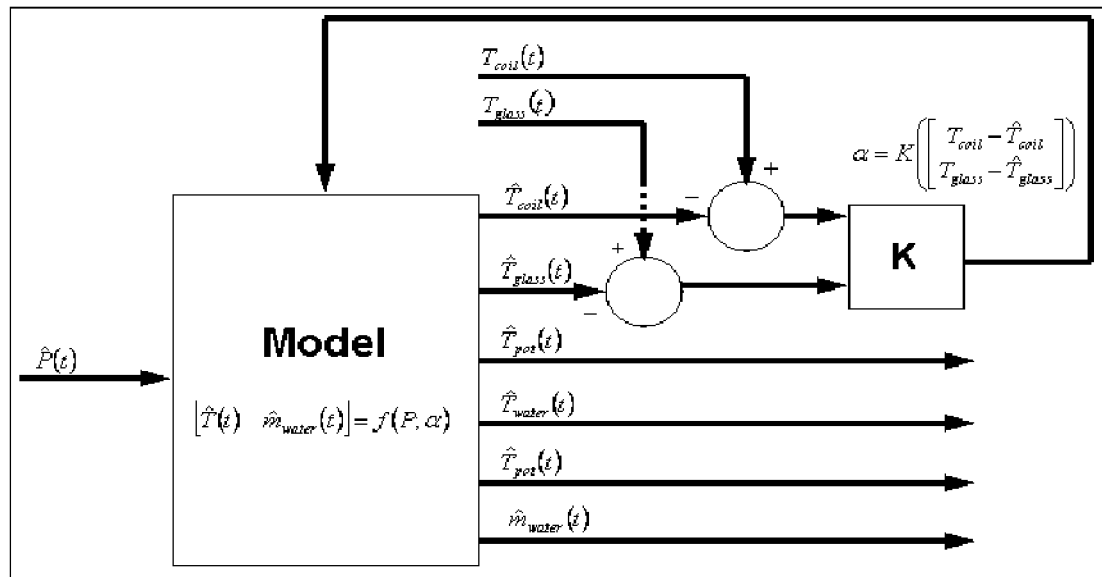 T_coil(t)
T_glass(t)
α = K([T_coil − T̂_coil
T_glass − T̂_glass])
+
−
T̂_coil(t)
K
+
−
T̂_glass(t)
Model
P̂(t)
T̂_pot(t)
[T̂(t) m̂_water(t)] = f(P, α)
T̂_water(t)
T̂_pot(t)
m̂_water(t)